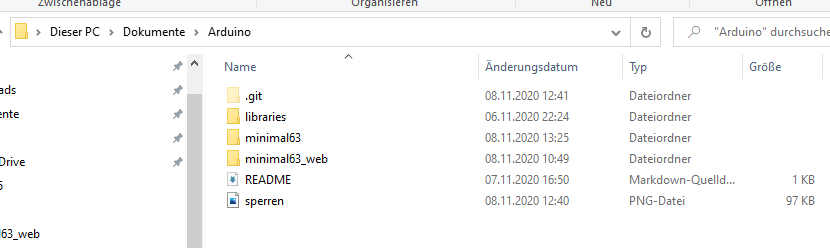 Zwischenablage Organisieren Neu Öffnen
Dieser PC > Dokumente > Arduino "Arduino" durchsuche
Name Änderungsdatum Typ Größe
.git 08.11.2020 12:41 Dateiordner
ads
libraries 06.11.2020 22:24 Dateiordner
ente
minimal63 08.11.2020 13:25 Dateiordner
minimal63_web 08.11.2020 10:49 Dateiordner
Drive
README 07.11.2020 16:50 Markdown-Quelld... 1 KB
sperren 08.11.2020 12:40 PNG-Datei 97 KB
63_web